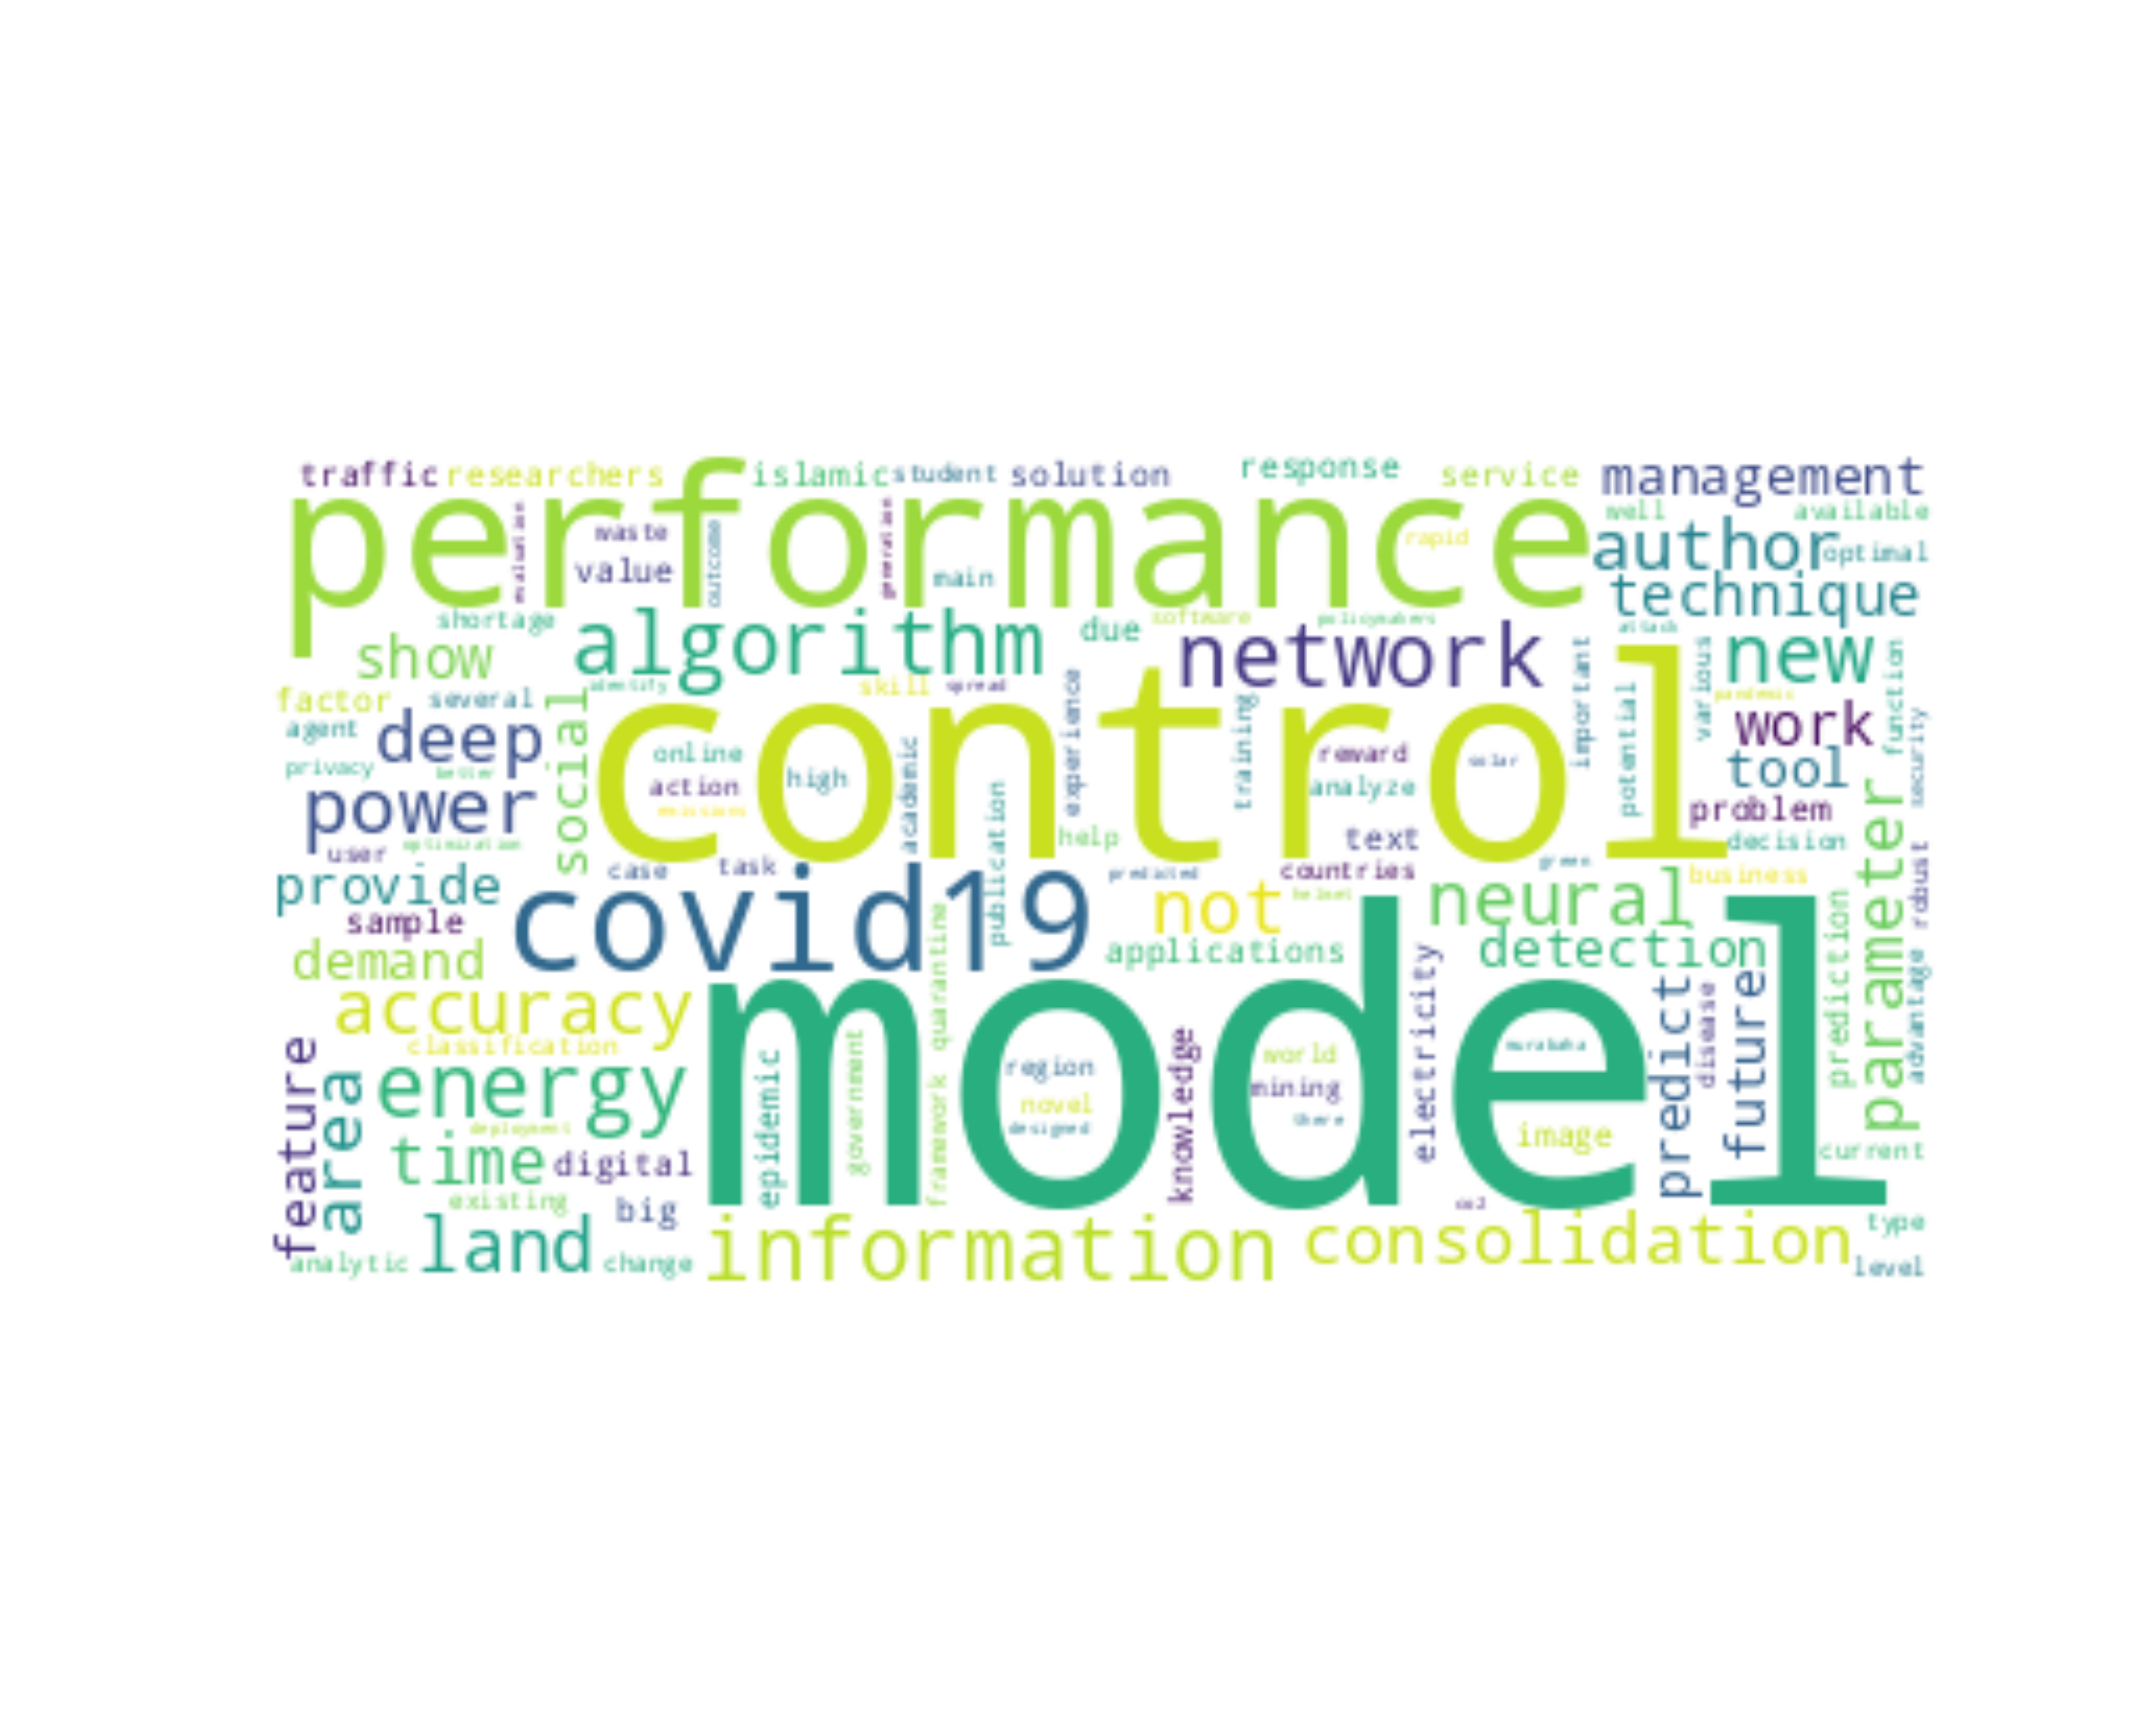 traffic researchers islamic student solution response service management
performance
well available
evaluation waste outcome generation rapid author optimal
value main technique
shortage algorithm due software policymakers attack
show network important various new function
identify skill spread experience
factor several social training potential pandemic
control
agent deep online academic reward solar work security
privacy better action high analyze tool
power emissions publication problem parameter
user optimization help text decision
case task predicted countries green business robust
provide covid19 not helmet neural
sample quarantine prediction
demand applications detection
accuracy electricity predict disease future advantage
model
classification epidemic government framework region knowledge world murabaha
feature area energy novel mining
deployment designed there image
time digital current
existing big co2
land information consolidation type
analytic change level